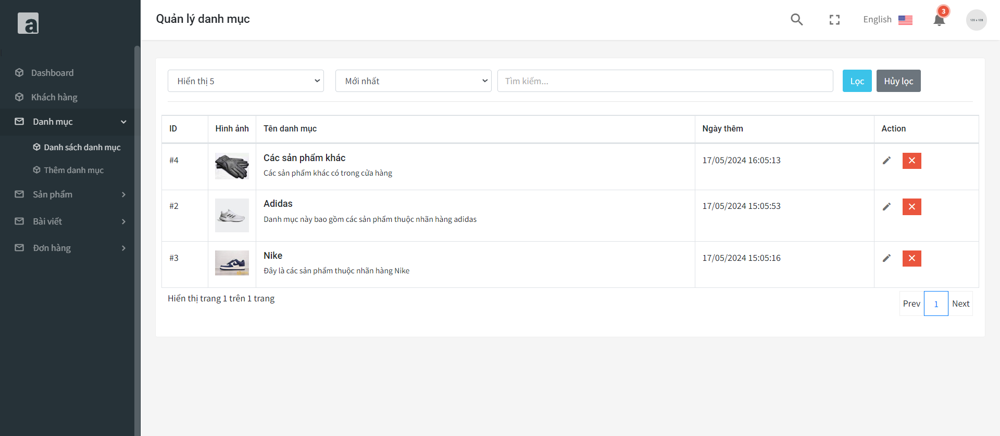 a
Quản lý danh mục
English
3
128 x 128
Dashboard
Khách hàng
Danh mục
Danh sách danh mục
Thêm danh mục
Sản phẩm
Bài viết
Đơn hàng
Hiển thị 5
Mới nhất
Tìm kiếm...
Lọc
Hủy lọc
ID Hình ảnh Tên danh mục Ngày thêm Action
#4 Các sản phẩm khác 17/05/2024 16:05:13
Các sản phẩm khác có trong cửa hàng
#2 Adidas 17/05/2024 15:05:53
Danh mục này bao gồm các sản phẩm thuộc nhãn hàng adidas
#3 Nike 17/05/2024 15:05:16
Đây là các sản phẩm thuộc nhãn hàng Nike
Hiển thị trang 1 trên 1 trang
Prev 1 Next